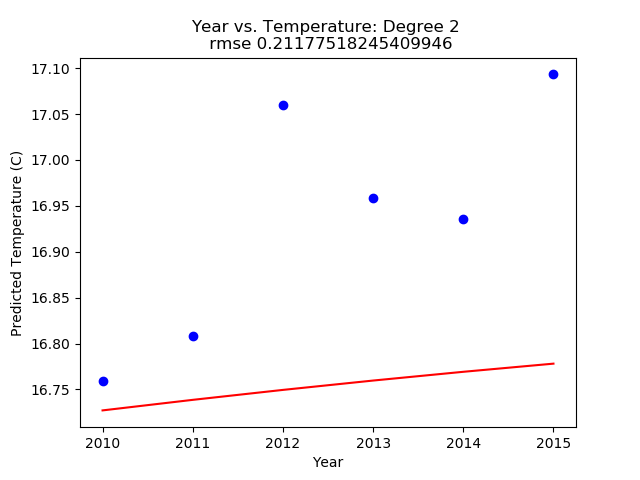 Year vs. Temperature: Degree 2
rmse 0.21177518245409946
17.10
17.05
17.00
16.95
16.90
16.85
16.80
16.75
Predicted Temperature (C)
2010 2011 2012 2013 2014 2015
Year